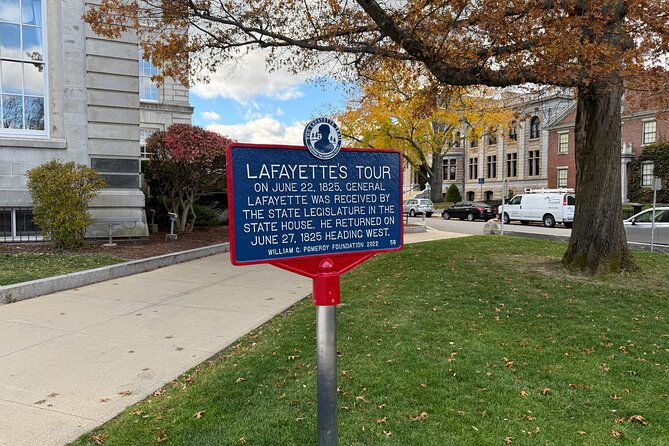 LAFAYETTE'S TOUR
ON JUNE 22, 1825, GENERAL
LAFAYETTE WAS RECEIVED BY
THE STATE LEGISLATURE IN THE
STATE HOUSE. HE RETURNED ON
JUNE 27, 1825 HEADING WEST.
WILLIAM G. POMEROY FOUNDATION 2022